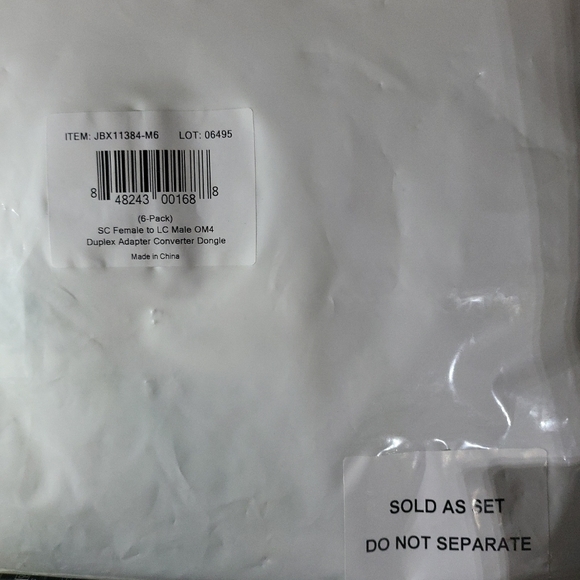 ITEM: JBX11384-M6 LOT: 06495
8 48243 00168 8
(6-Pack)
SC Female to LC Male OM4
Duplex Adapter Converter Dongle
Made in China
SOLD AS SET
DO NOT SEPARATE